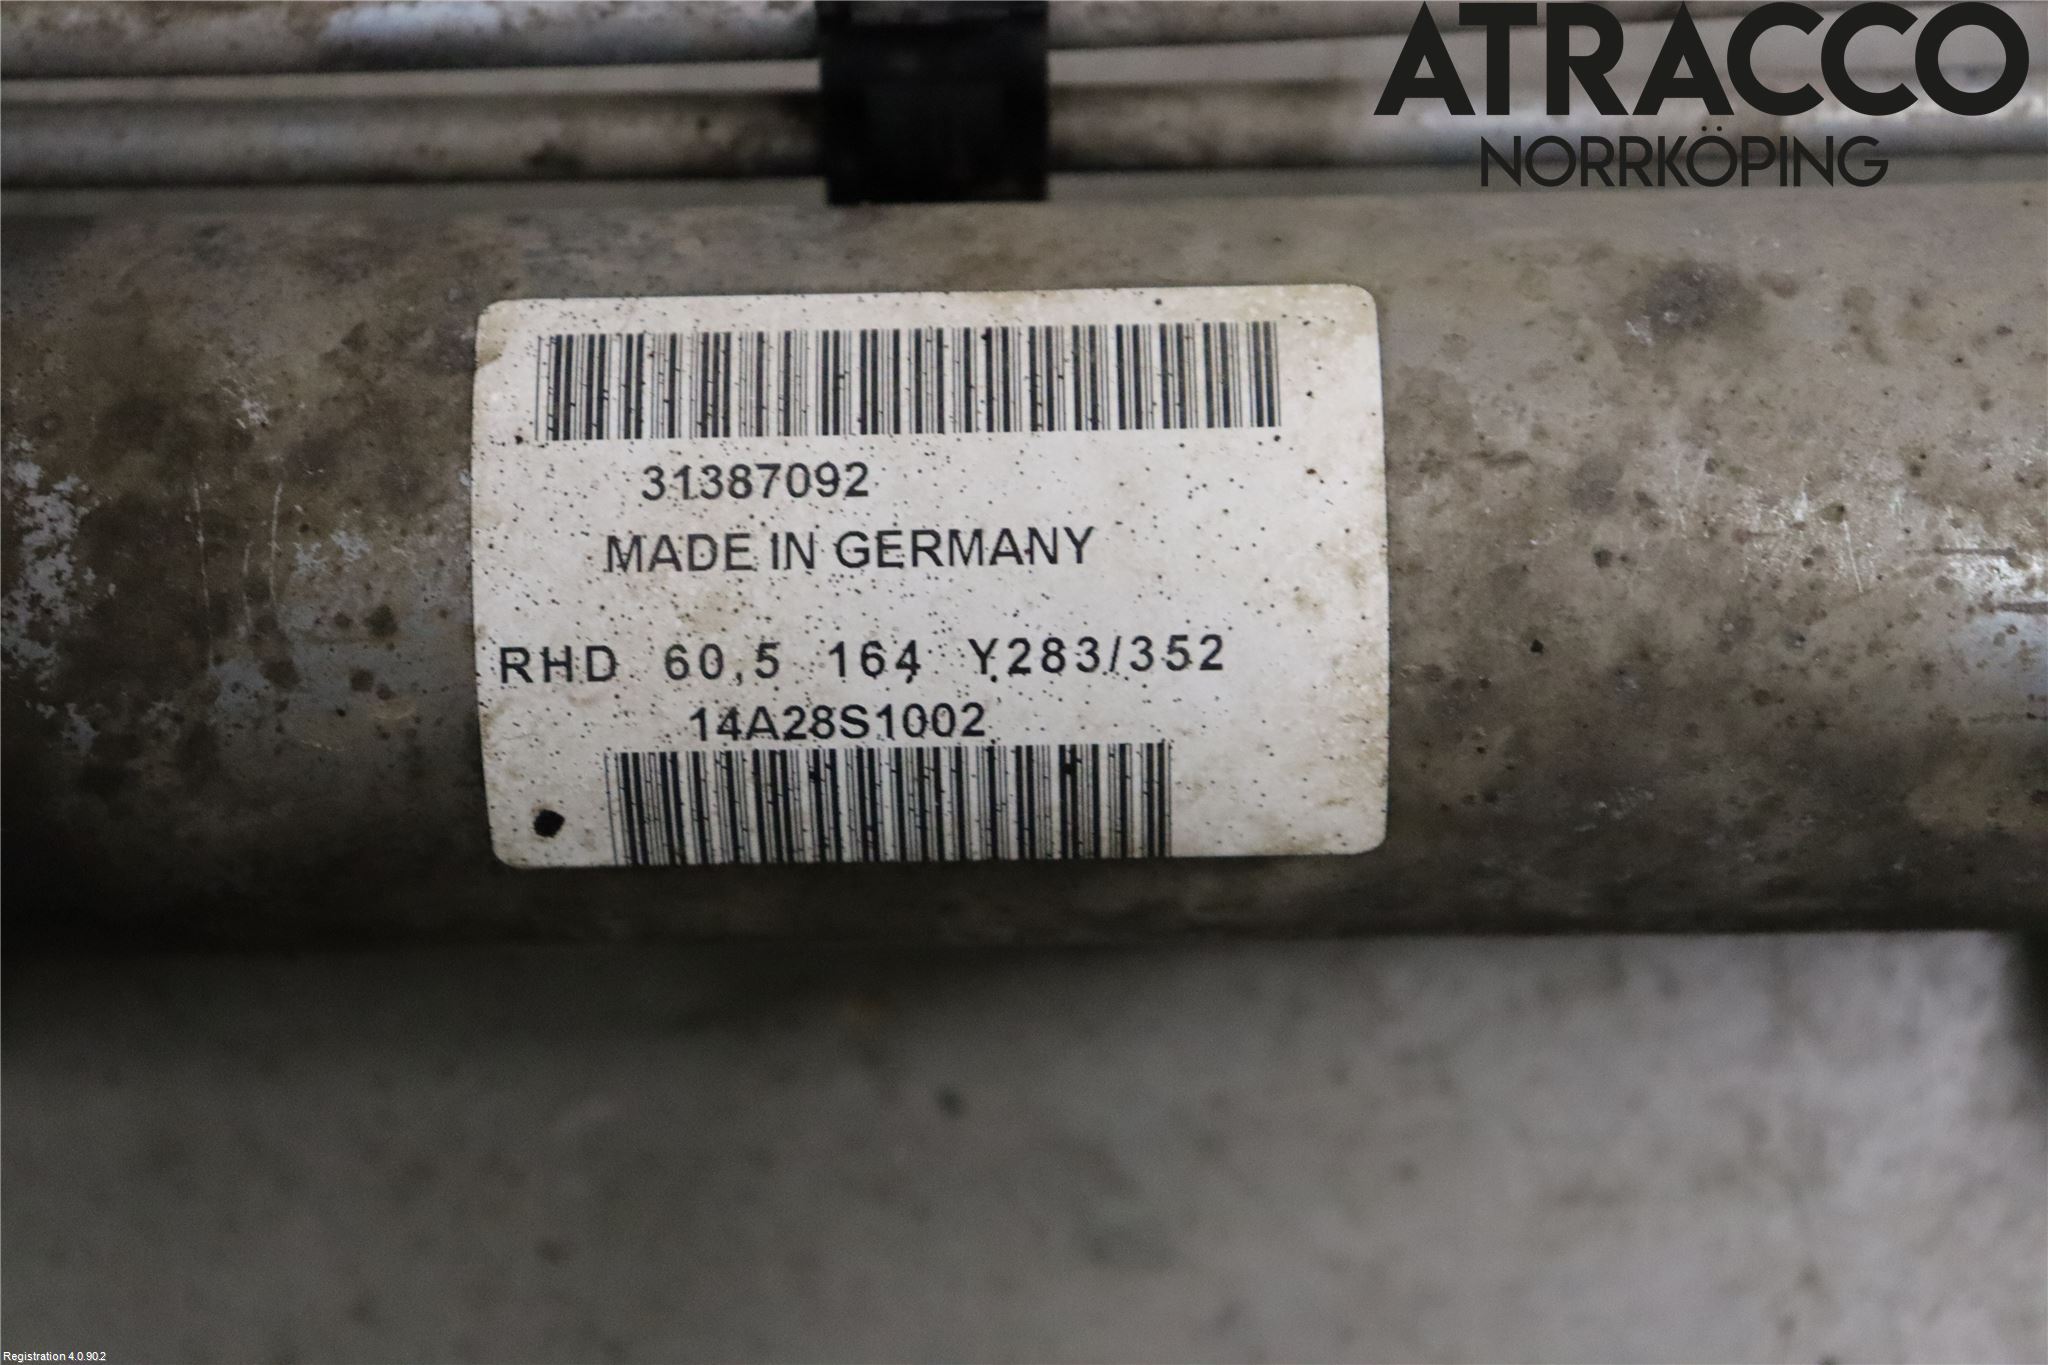 ATRACCO
NORRKÖPING
31387092
MADE IN GERMANY
RHD 60,5 164 Y283/352
14A28S1002
Registration 4.0.90.2